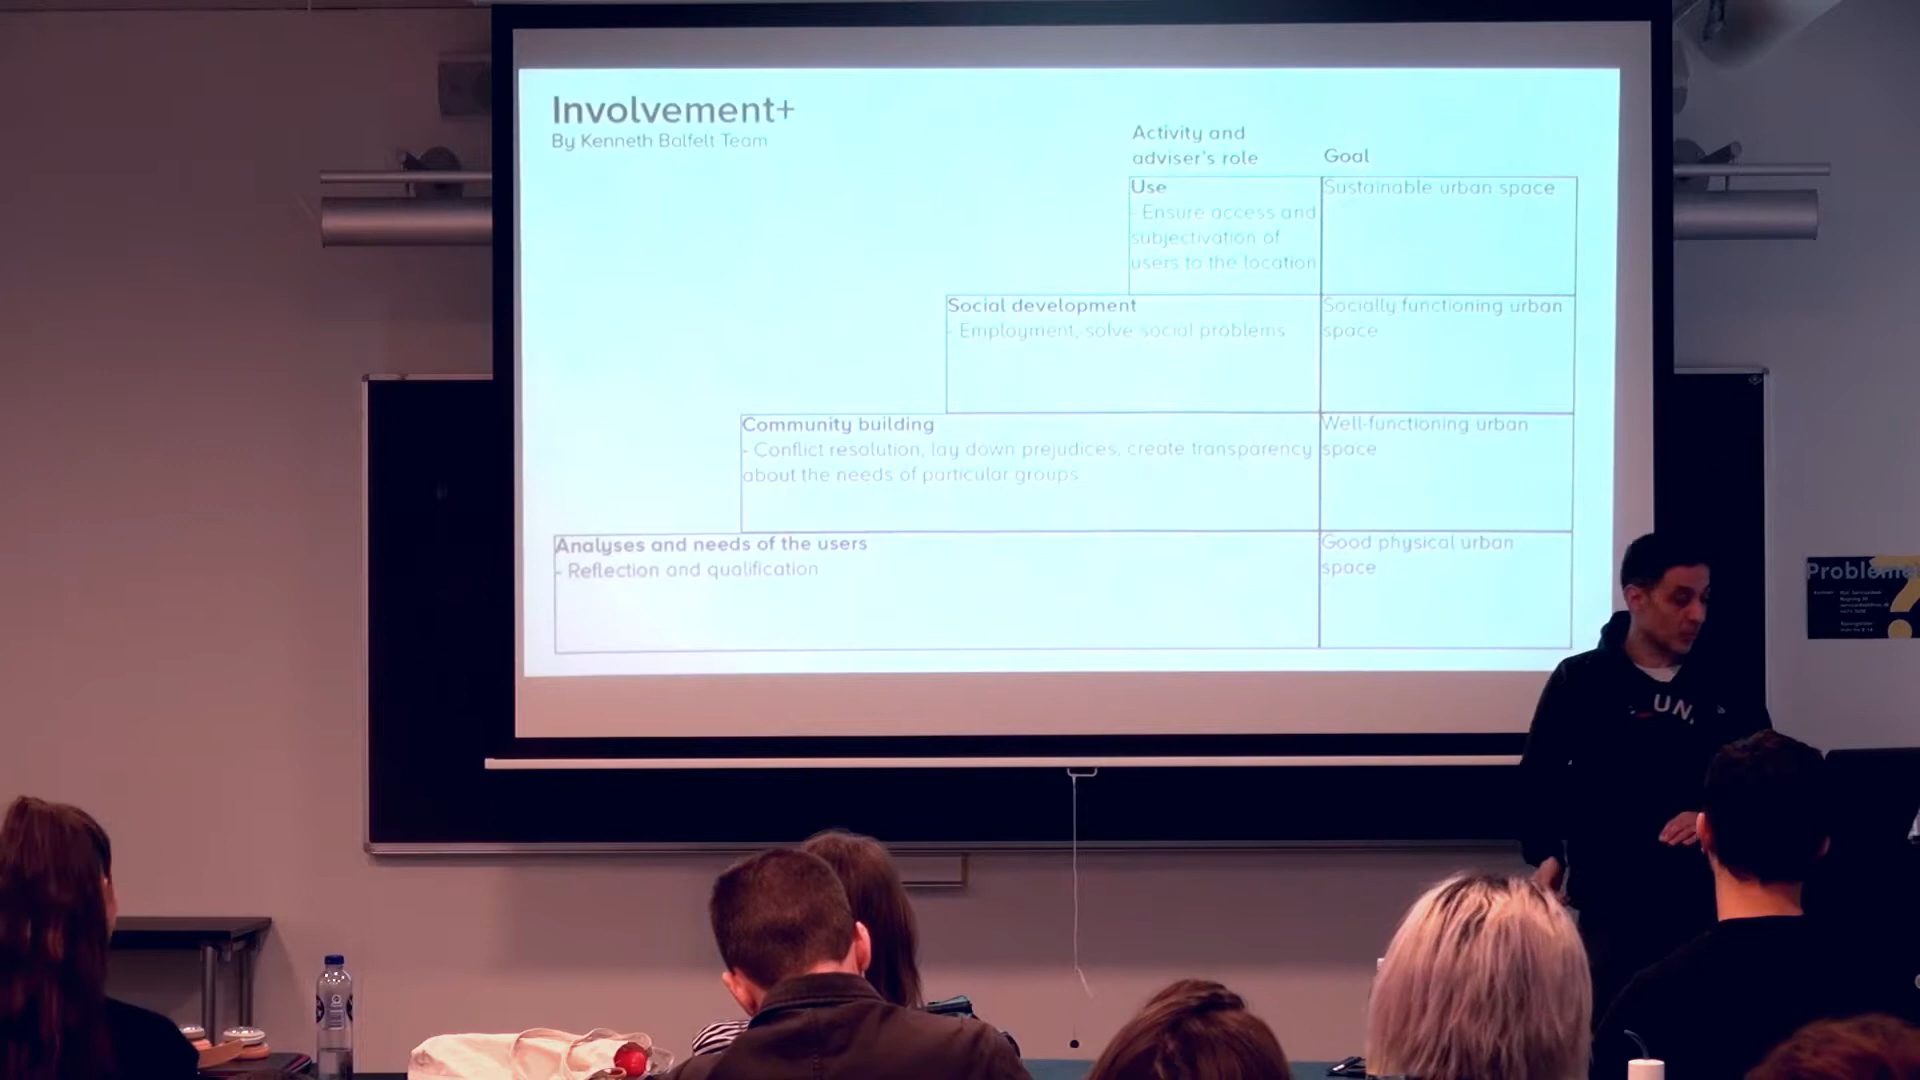 Involvement+
By Kenneth Balfelt Team
Activity and
adviser's role
Goal
Use
- Ensure access and
subjectivation of
users to the location
Sustainable urban space
Social development
- Employment, solve social problems
Socially functioning urban
space
Community building
- Conflict resolution, lay down prejudices, create transparency
about the needs of particular groups
Well-functioning urban
space
Analyses and needs of the users
- Reflection and qualification
Good physical urban
space
UN